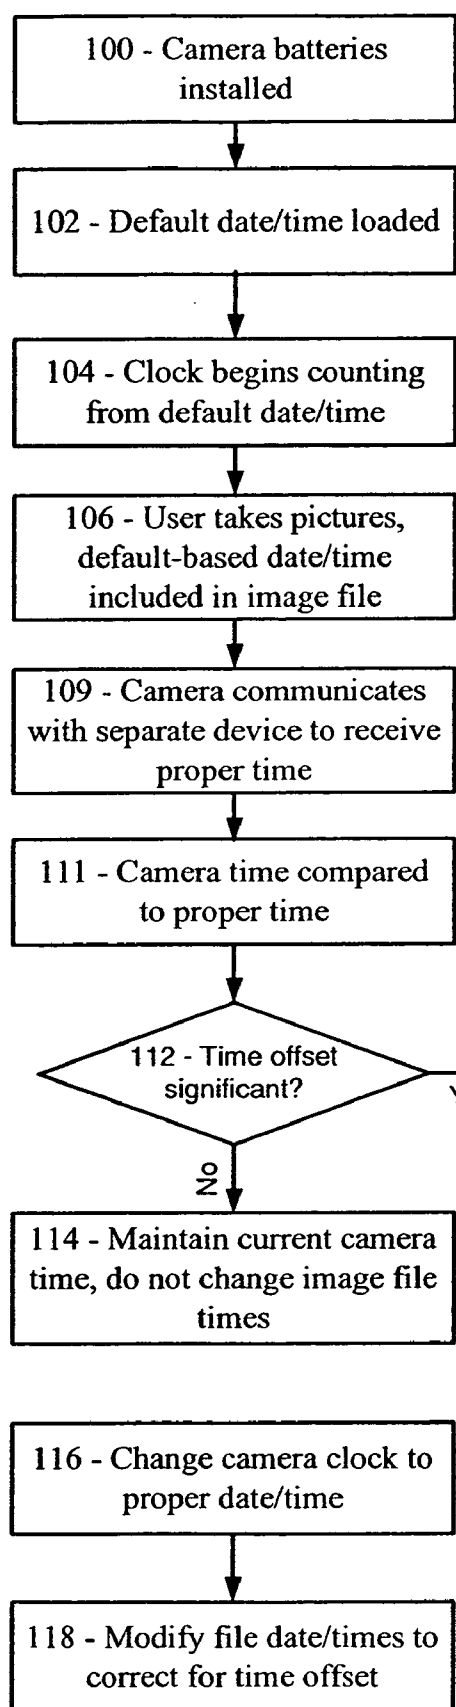 100 - Camera batteries
installed
102 - Default date/time loaded
104 - Clock begins counting
from default date/time
106 - User takes pictures,
default-based date/time
included in image file
109 - Camera communicates
with separate device to receive
proper time
111 - Camera time compared
to proper time
112 - Time offset
significant?
No
114 - Maintain current camera
time, do not change image file
times
116 - Change camera clock to
proper date/time
118 - Modify file date/times to
correct for time offset